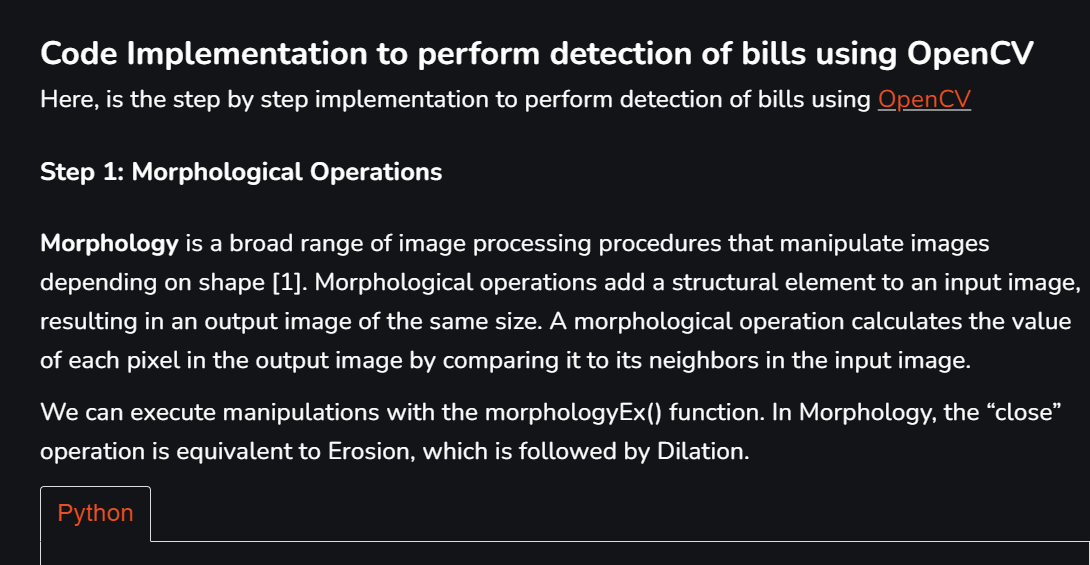 Code Implementation to perform detection of bills using OpenCV
Here, is the step by step implementation to perform detection of bills using OpenCV
Step 1: Morphological Operations
Morphology is a broad range of image processing procedures that manipulate images
depending on shape [1]. Morphological operations add a structural element to an input image,
resulting in an output image of the same size. A morphological operation calculates the value
of each pixel in the output image by comparing it to its neighbors in the input image.
We can execute manipulations with the morphologyEx() function. In Morphology, the “close”
operation is equivalent to Erosion, which is followed by Dilation.
Python